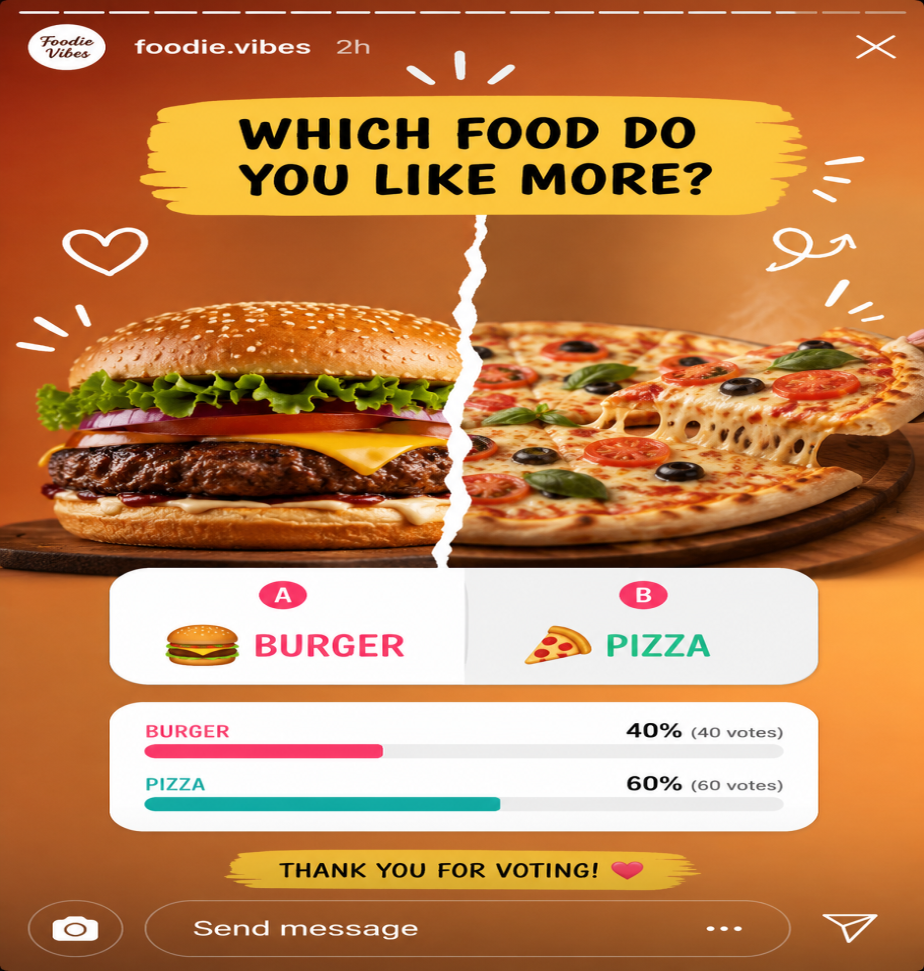 Foodie
Vibes
foodie.vibes 2h
WHICH FOOD DO
YOU LIKE MORE?
A
B
BURGER
PIZZA
BURGER 40% (40 votes)
PIZZA 60% (60 votes)
THANK YOU FOR VOTING! ❤️
Send message